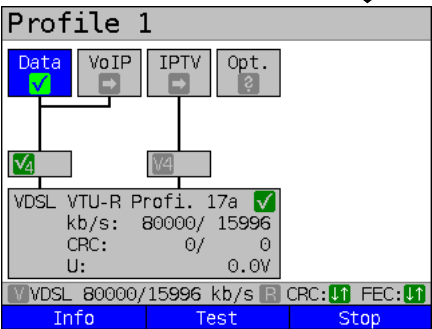 Profile 1
Data VoIP IPTV Opt.
?
V4 V4
VDSL VTU-R Profi. 17a
kb/s: 80000/ 15996
CRC: 0/ 0
U: 0.0V
V VDSL 80000/15996 kb/s R CRC: FEC:
Info Test Stop